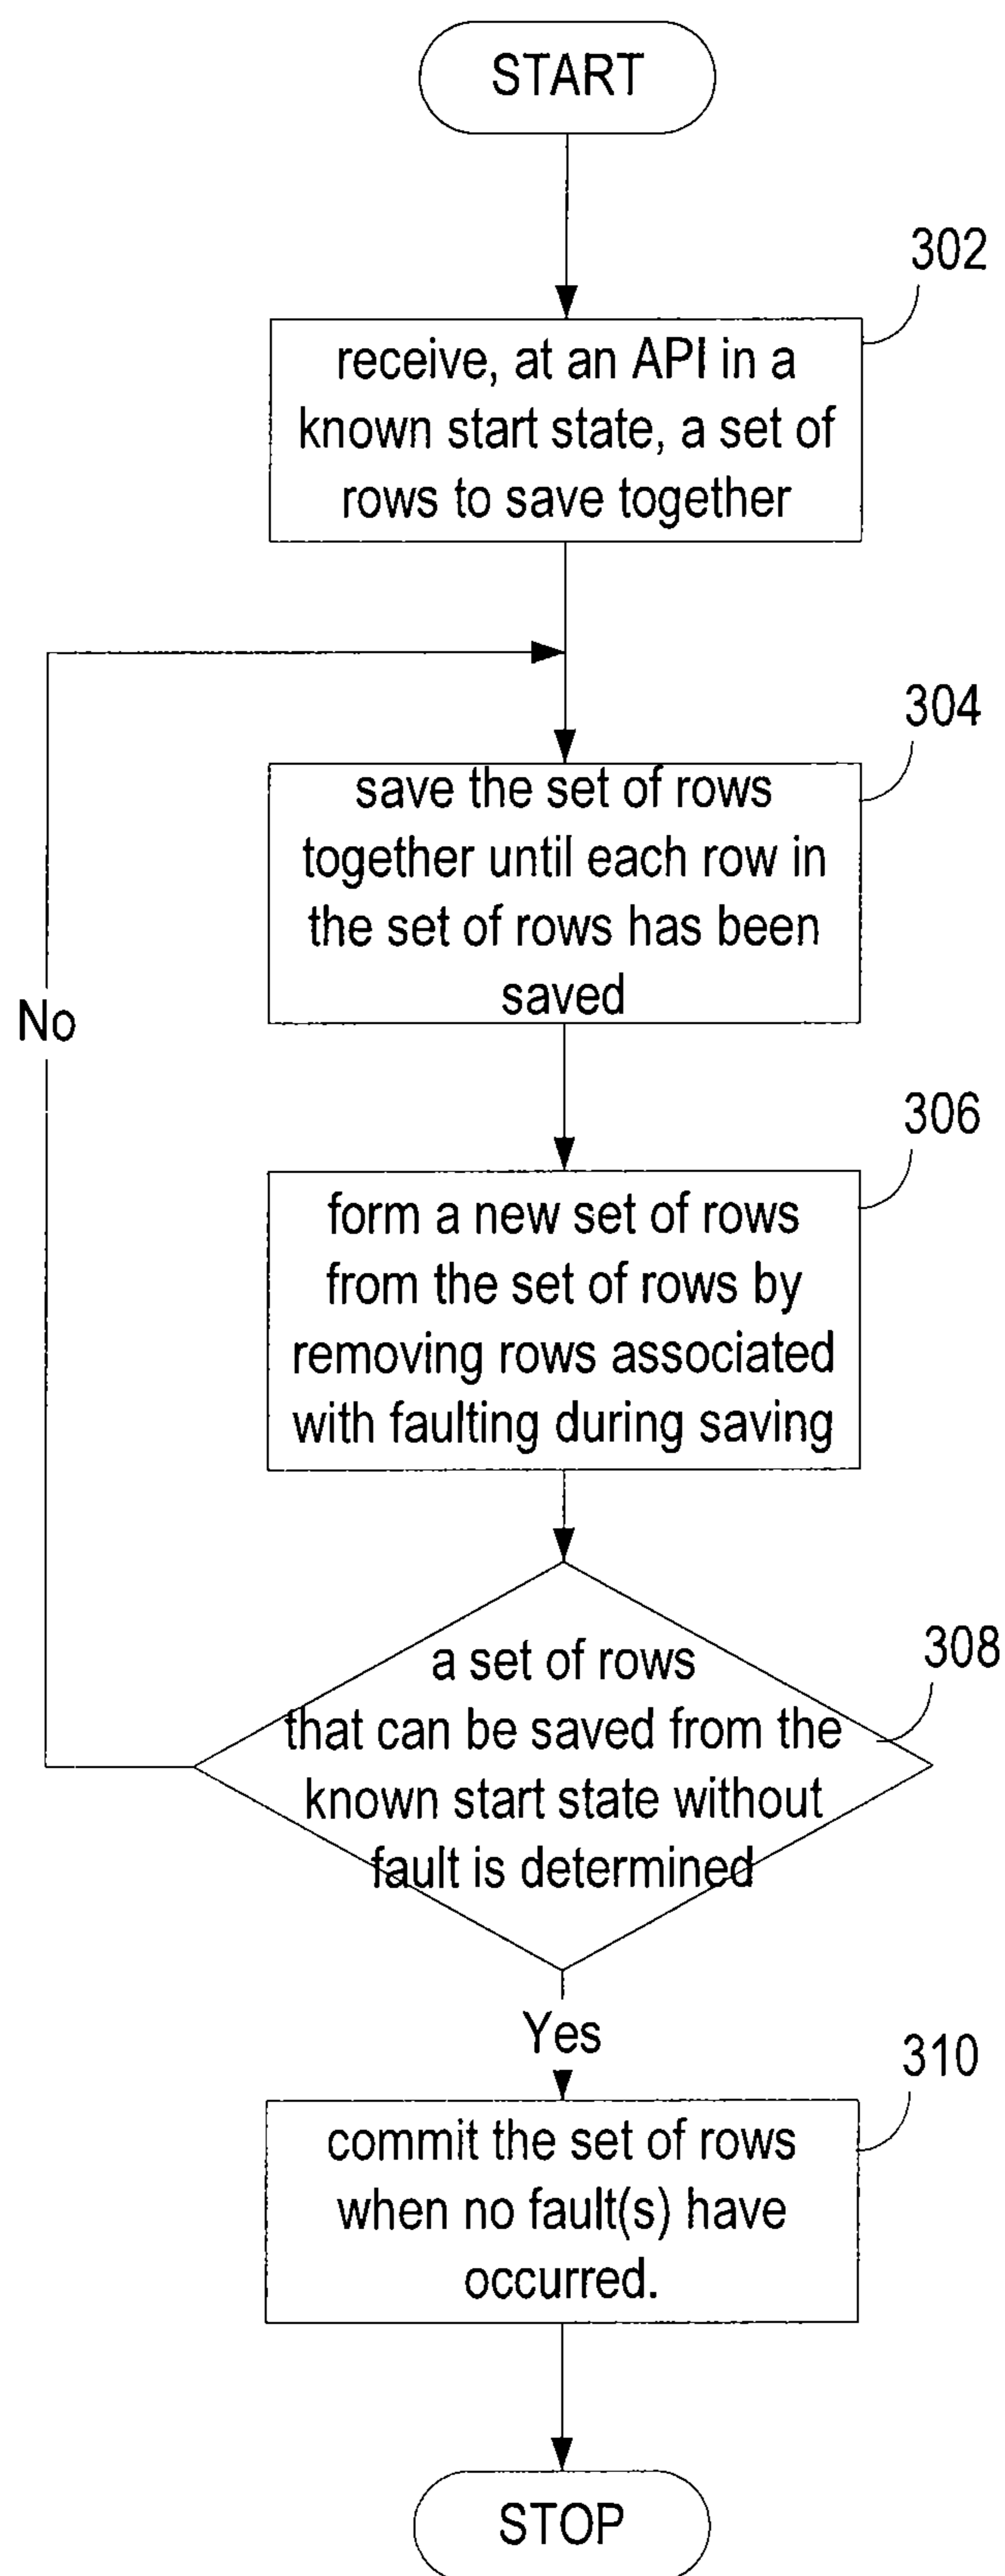 START
302
receive, at an API in a
known start state, a set of
rows to save together
304
save the set of rows
together until each row in
the set of rows has been
saved
No
306
form a new set of rows
from the set of rows by
removing rows associated
with faulting during saving
308
a set of rows
that can be saved from the
known start state without
fault is determined
Yes
310
commit the set of rows
when no fault(s) have
occurred.
STOP